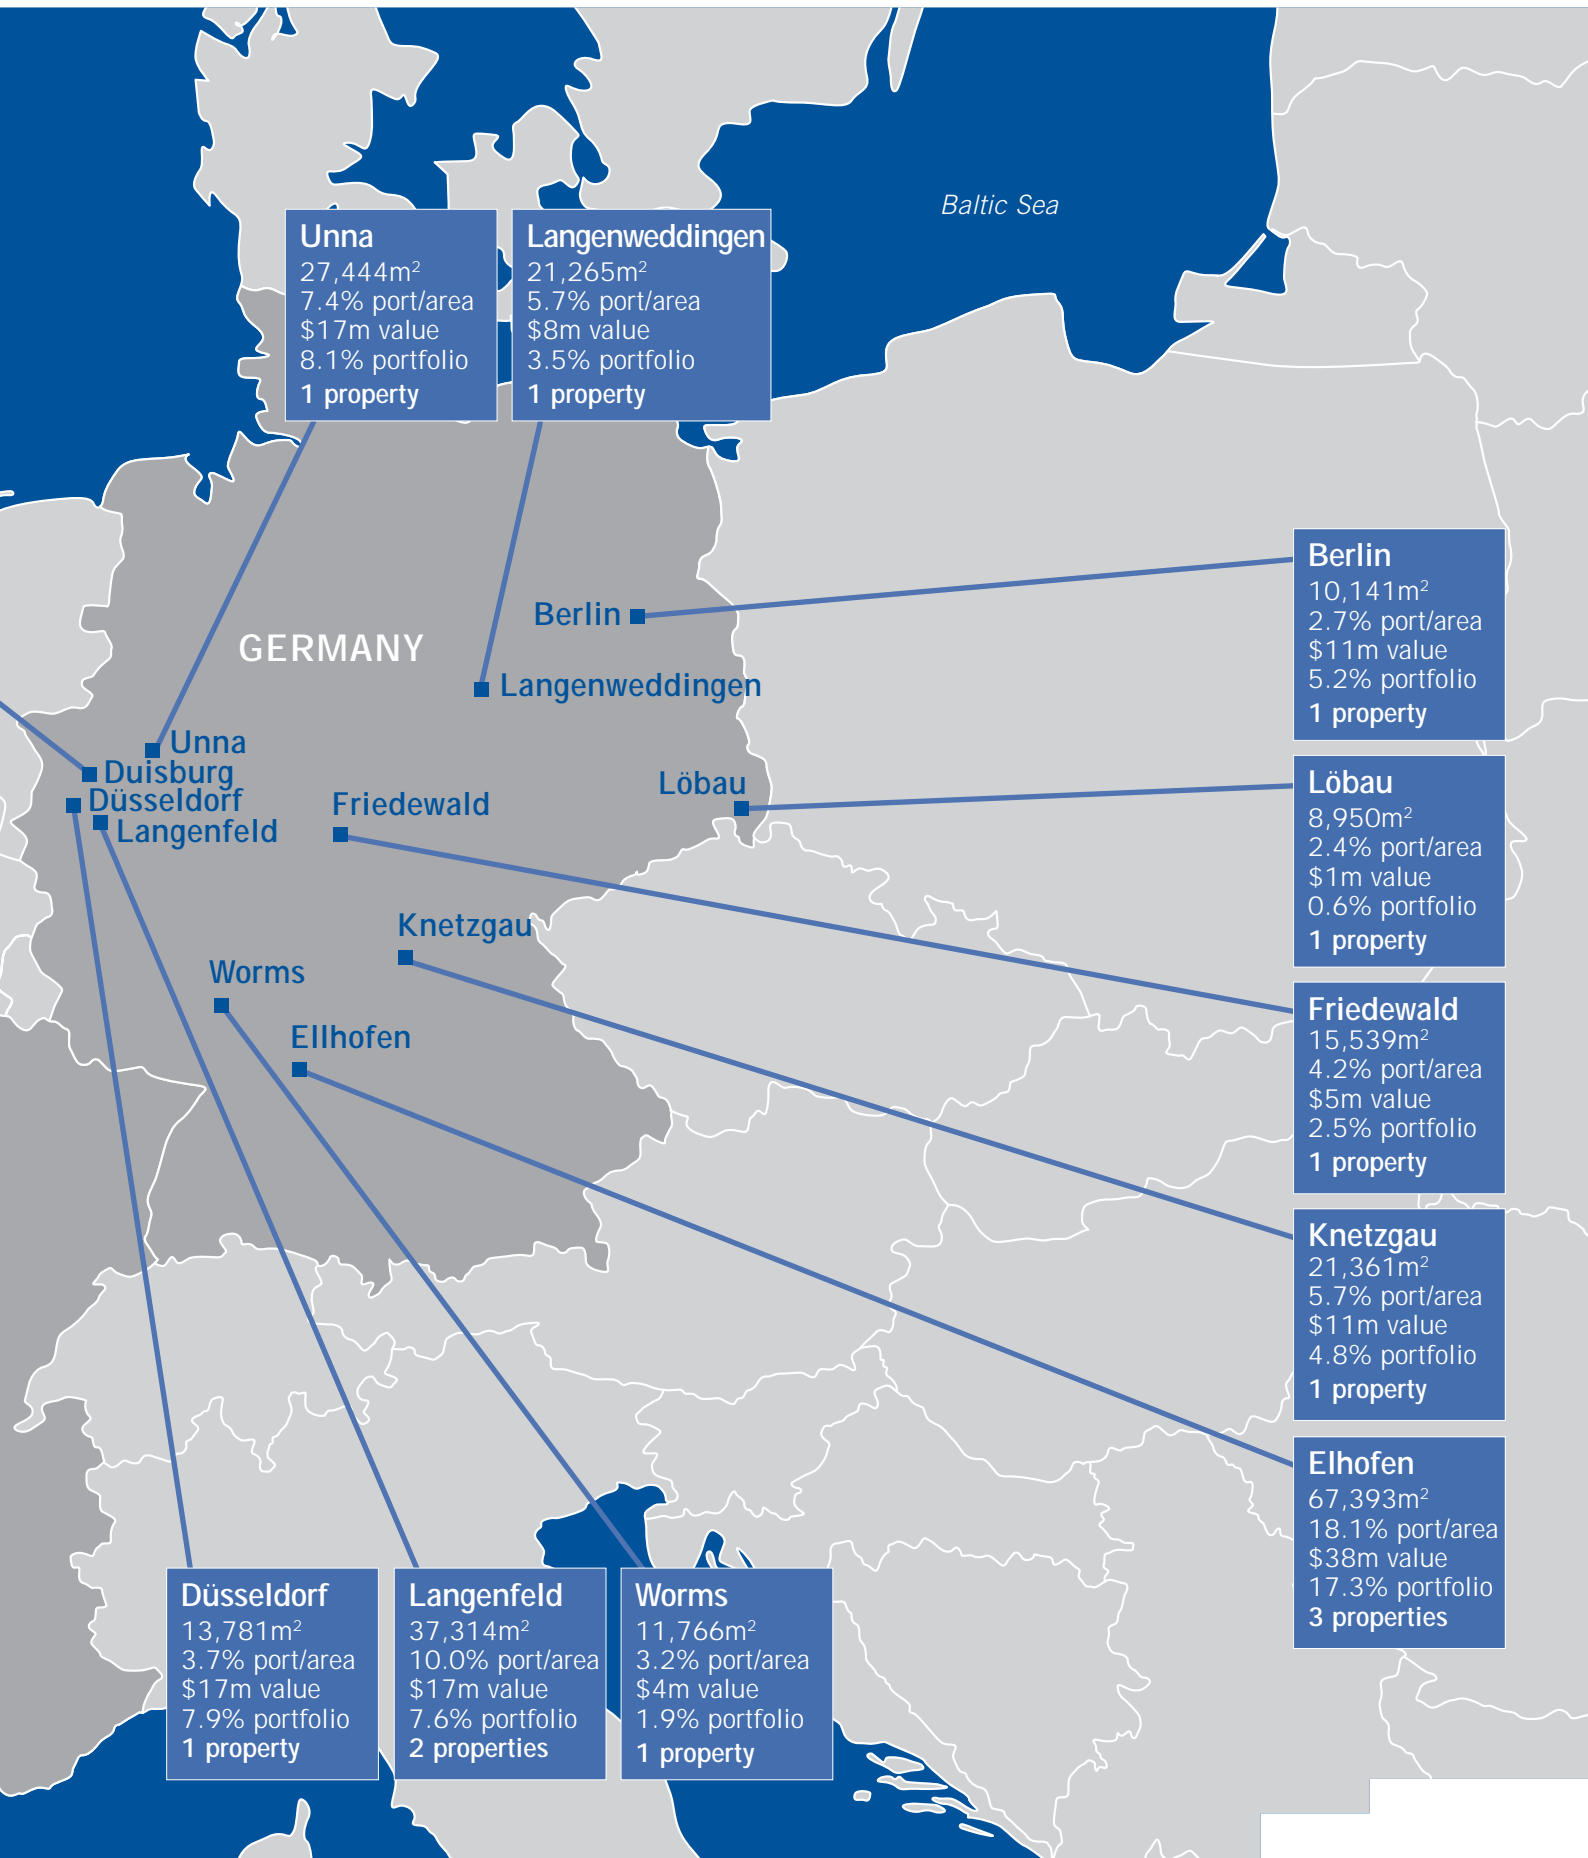 Baltic Sea
Unna
27,444m²
7.4% port/area
$17m value
8.1% portfolio
1 property
Langenweddingen
21,265m²
5.7% port/area
$8m value
3.5% portfolio
1 property
GERMANY
Berlin
Langenweddingen
Unna
Duisburg
Düsseldorf
Langenfeld
Friedewald
Löbau
Knetzgau
Worms
Ellhofen
Berlin
10,141m²
2.7% port/area
$11m value
5.2% portfolio
1 property
Löbau
8,950m²
2.4% port/area
$1m value
0.6% portfolio
1 property
Friedewald
15,539m²
4.2% port/area
$5m value
2.5% portfolio
1 property
Knetzgau
21,361m²
5.7% port/area
$11m value
4.8% portfolio
1 property
Elhofen
67,393m²
18.1% port/area
$38m value
17.3% portfolio
3 properties
Düsseldorf
13,781m²
3.7% port/area
$17m value
7.9% portfolio
1 property
Langenfeld
37,314m²
10.0% port/area
$17m value
7.6% portfolio
2 properties
Worms
11,766m²
3.2% port/area
$4m value
1.9% portfolio
1 property